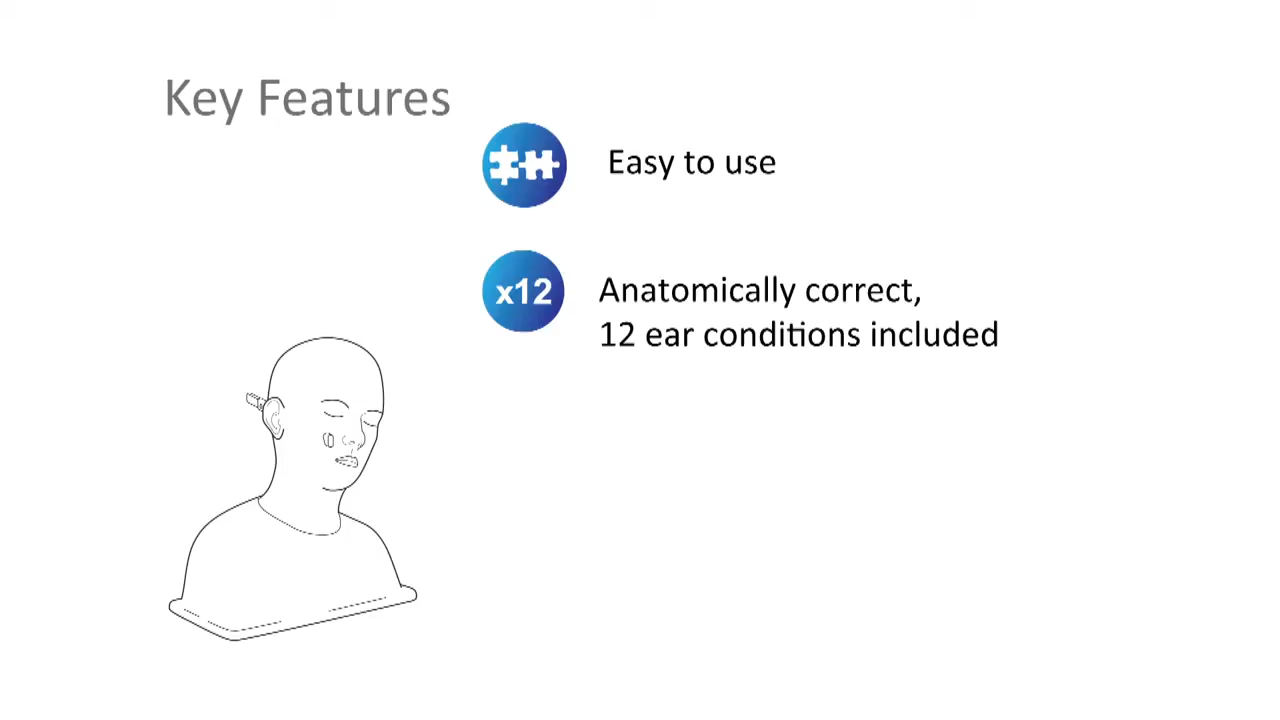 Key Features
Easy to use
x12
Anatomically correct,
12 ear conditions included